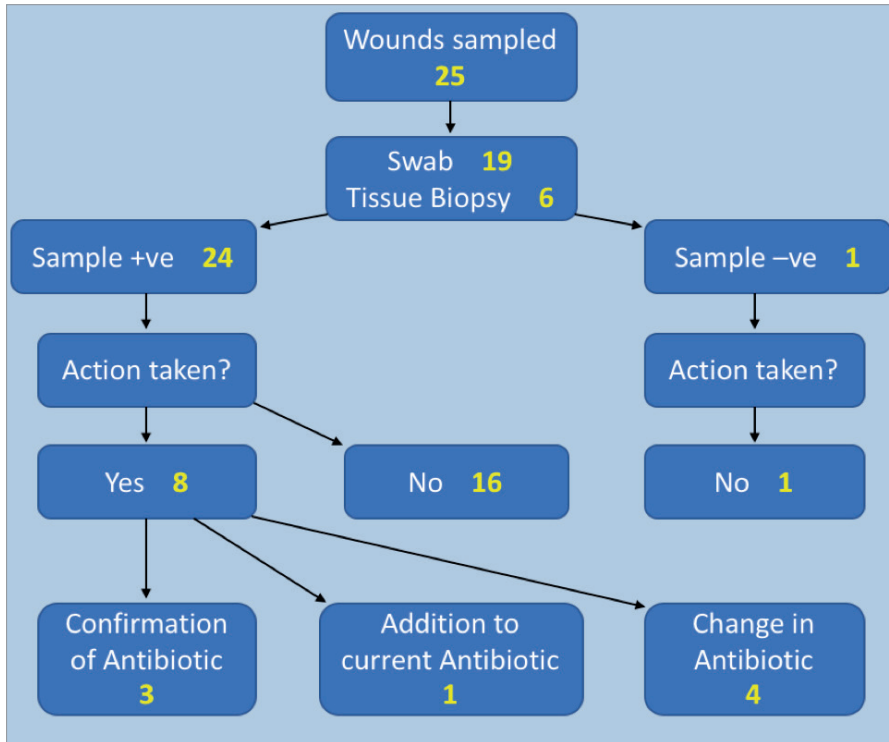 Wounds sampled
25
Swab 19
Tissue Biopsy 6
Sample +ve 24
Sample –ve 1
Action taken?
Action taken?
Yes 8
No 16
No 1
Confirmation
of Antibiotic
3
Addition to
current Antibiotic
1
Change in
Antibiotic
4